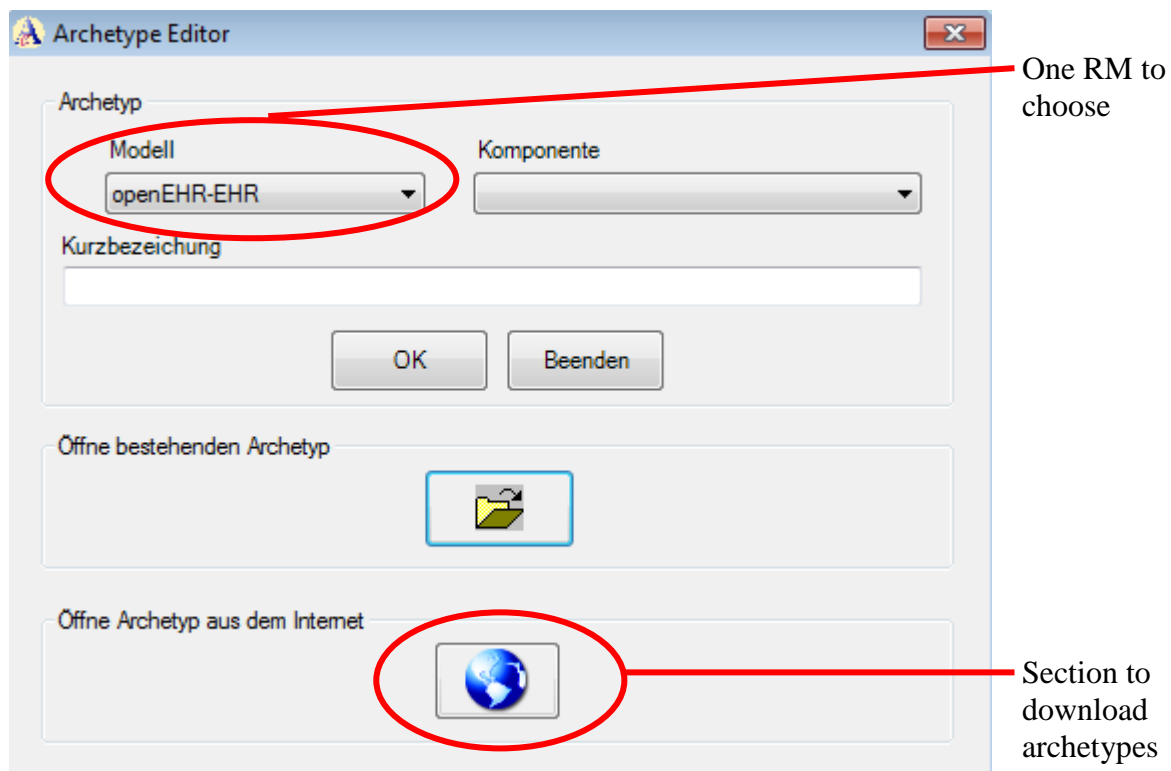 Archetype Editor
One RM to
choose
Archetyp
Modell
Komponente
openEHR-EHR
Kurzbezeichung
OK
Beenden
Öffne bestehenden Archetyp
Öffne Archetyp aus dem Internet
Section to
download
archetypes